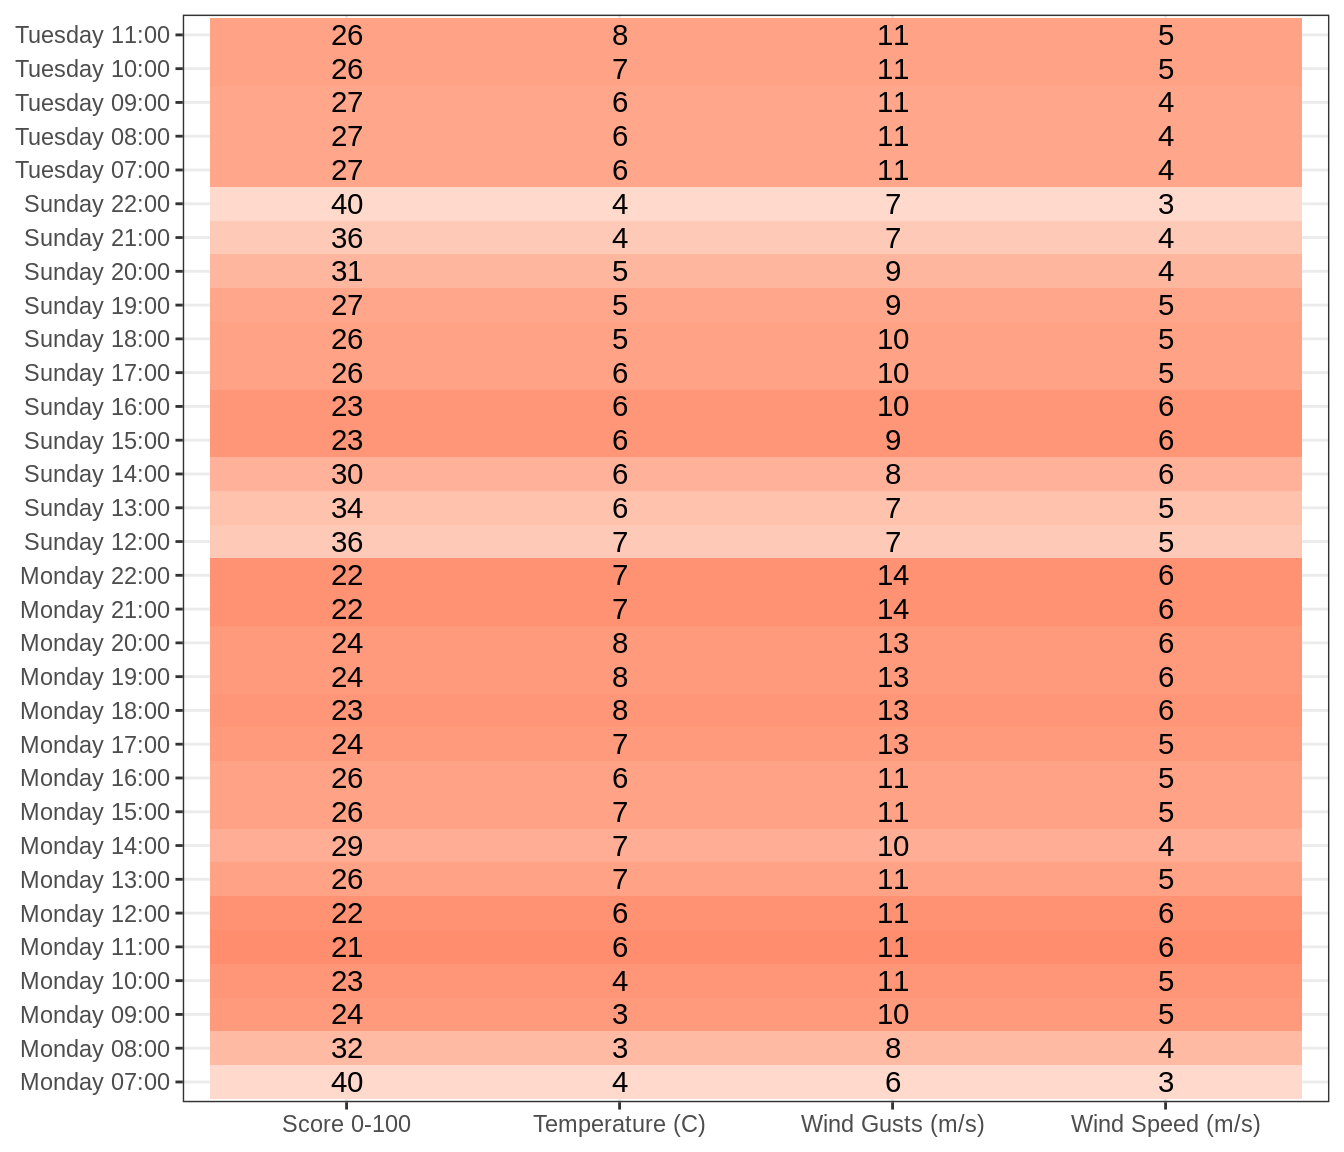 Tuesday 11:00 26 8 11 5
Tuesday 10:00 26 7 11 5
Tuesday 09:00 27 6 11 4
Tuesday 08:00 27 6 11 4
Tuesday 07:00 27 6 11 4
Sunday 22:00 40 4 7 3
Sunday 21:00 36 4 7 4
Sunday 20:00 31 5 9 4
Sunday 19:00 27 5 9 5
Sunday 18:00 26 5 10 5
Sunday 17:00 26 6 10 5
Sunday 16:00 23 6 10 6
Sunday 15:00 23 6 9 6
Sunday 14:00 30 6 8 6
Sunday 13:00 34 6 7 5
Sunday 12:00 36 7 7 5
Monday 22:00 22 7 14 6
Monday 21:00 22 7 14 6
Monday 20:00 24 8 13 6
Monday 19:00 24 8 13 6
Monday 18:00 23 8 13 6
Monday 17:00 24 7 13 5
Monday 16:00 26 6 11 5
Monday 15:00 26 7 11 5
Monday 14:00 29 7 10 4
Monday 13:00 26 7 11 5
Monday 12:00 22 6 11 6
Monday 11:00 21 6 11 6
Monday 10:00 23 4 11 5
Monday 09:00 24 3 10 5
Monday 08:00 32 3 8 4
Monday 07:00 40 4 6 3
Score 0-100 Temperature (C) Wind Gusts (m/s) Wind Speed (m/s)